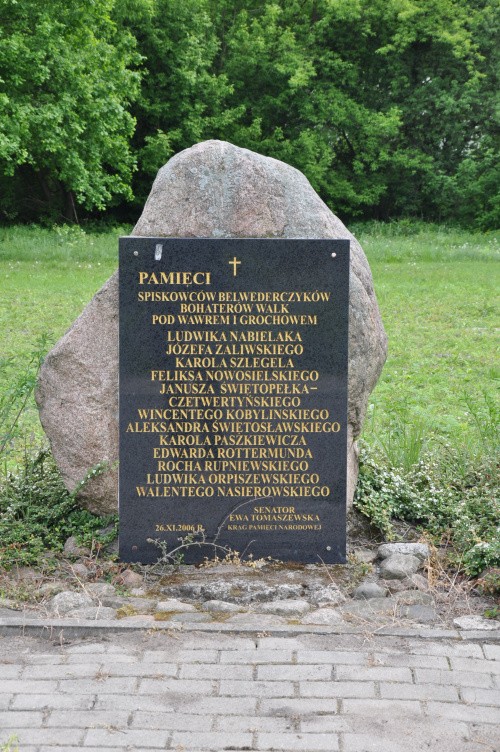 PAMIĘCI
SPISKOWCÓW BELWEDERCZYKÓW
BOHATERÓW WALK
POD WAWREM I GROCHOWEM
LUDWIKA NABIELAKA
JÓZEFA ZALIWSKIEGO
KAROLA SZLEGELA
FELIKSA NOWOSIELSKIEGO
JANUSZA ŚWIĘTOPEŁKA–
CZETWERTYŃSKIEGO
WINCENTEGO KOBYLIŃSKIEGO
ALEKSANDRA ŚWIĘTOSŁAWSKIEGO
KAROLA PASZKIEWICZA
EDWARDA ROTTERMUNDA
ROCHA RUPNIEWSKIEGO
LUDWIKA ORPISZEWSKIEGO
WALENTEGO NASIEROWSKIEGO
SENATOR
EWA TOMASZEWSKA
26.XI.2006 R. KRĄG PAMIĘCI NARODOWEJ